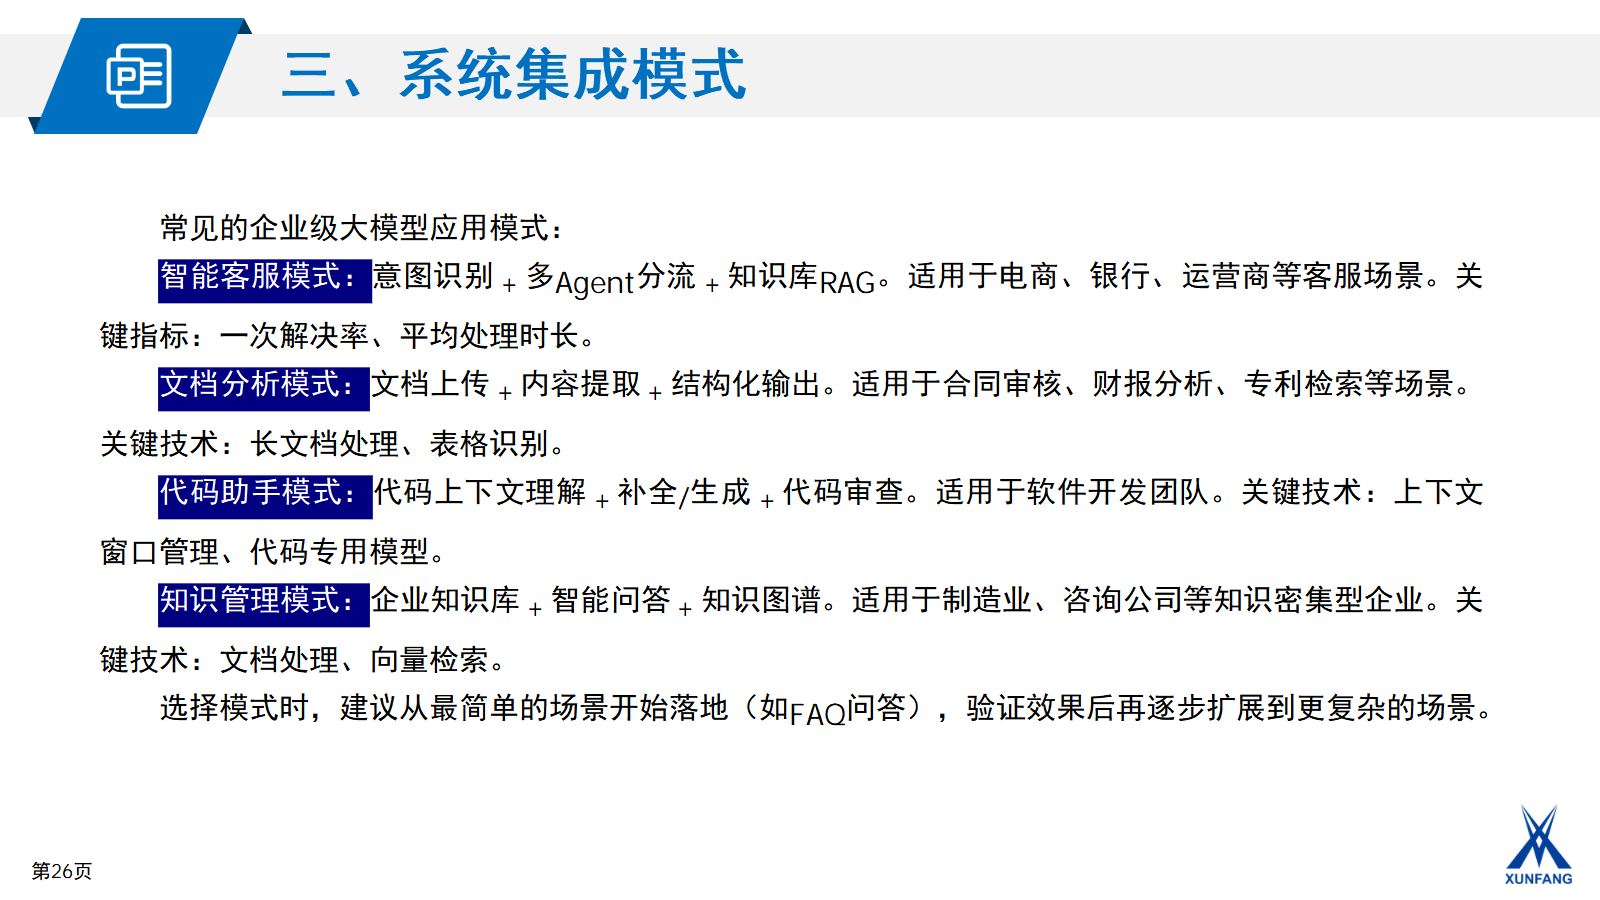 三、系统集成模式
常见的企业级大模型应用模式：
智能客服模式：意图识别 + 多Agent分流 + 知识库RAG。适用于电商、银行、运营商等客服场景。关
键指标：一次解决率、平均处理时长。
文档分析模式：文档上传 + 内容提取 + 结构化输出。适用于合同审核、财报分析、专利检索等场景。
关键技术：长文档处理、表格识别。
代码助手模式：代码上下文理解 + 补全/生成 + 代码审查。适用于软件开发团队。关键技术：上下文
窗口管理、代码专用模型。
知识管理模式：企业知识库 + 智能问答 + 知识图谱。适用于制造业、咨询公司等知识密集型企业。关
键技术：文档处理、向量检索。
选择模式时，建议从最简单的场景开始落地（如FAQ问答），验证效果后再逐步扩展到更复杂的场景。
第26页
XUNFANG